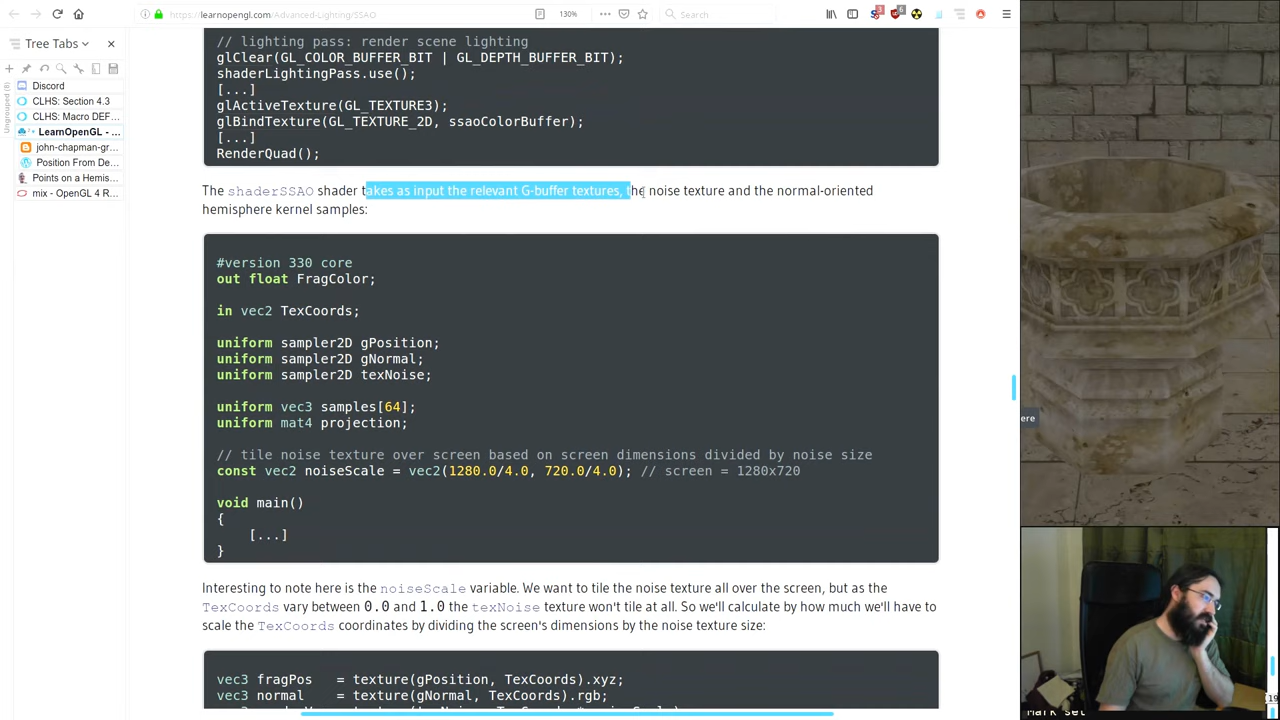 https://learnopengl.com/Advanced-Lighting/SSAO
130%
Search
3
6
Tree Tabs
Ungrouped (8)
Discord
CLHS: Section 4.3
CLHS: Macro DEF...
LearnOpenGL - ...
john-chapman-gr...
Position From De...
Points on a Hemis...
mix - OpenGL 4 R...
// lighting pass: render scene lighting
glClear(GL_COLOR_BUFFER_BIT | GL_DEPTH_BUFFER_BIT);
shaderLightingPass.use();
[...]
glActiveTexture(GL_TEXTURE3);
glBindTexture(GL_TEXTURE_2D, ssaoColorBuffer);
[...]
RenderQuad();
The shaderSSAO shader takes as input the relevant G-buffer textures, the noise texture and the normal-oriented
hemisphere kernel samples:
#version 330 core
out float FragColor;
in vec2 TexCoords;
uniform sampler2D gPosition;
uniform sampler2D gNormal;
uniform sampler2D texNoise;
uniform vec3 samples[64];
uniform mat4 projection;
// tile noise texture over screen based on screen dimensions divided by noise size
const vec2 noiseScale = vec2(1280.0/4.0, 720.0/4.0); // screen = 1280x720
void main()
{
[...]
}
Interesting to note here is the noiseScale variable. We want to tile the noise texture all over the screen, but as the
TexCoords vary between 0.0 and 1.0 the texNoise texture won't tile at all. So we'll calculate by how much we'll have to
scale the TexCoords coordinates by dividing the screen's dimensions by the noise texture size:
vec3 fragPos = texture(gPosition, TexCoords).xyz;
vec3 normal = texture(gNormal, TexCoords).rgb;
ere
Mark set